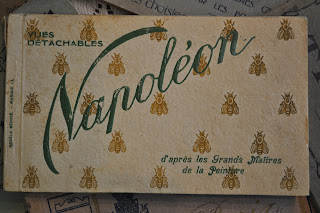 VUES
DÉTACHABLES
Napoléon
d'après les Grands Maîtres
de la Peinture